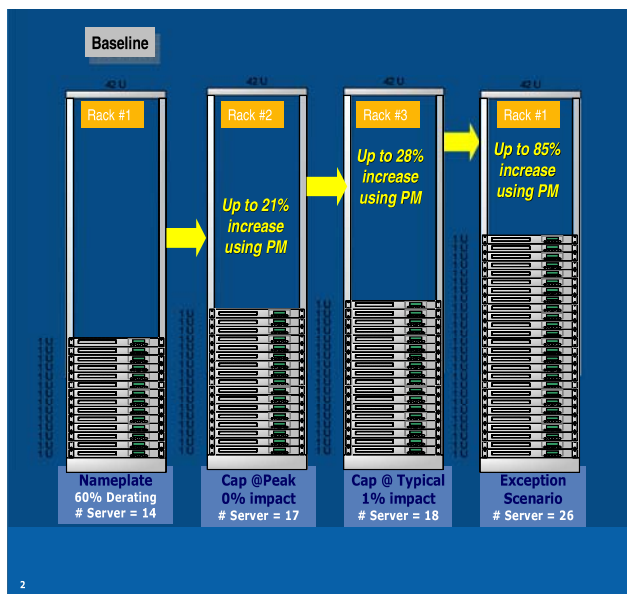 Baseline
42 U
42 U
42 U
42 U
Rack #1
Rack #2
Rack #3
Rack #1
Up to 21%
increase
using PM
Up to 28%
increase
using PM
Up to 85%
increase
using PM
Nameplate
60% Derating
# Server = 14
Cap @Peak
0% impact
# Server = 17
Cap @ Typical
1% impact
# Server = 18
Exception
Scenario
# Server = 26
2